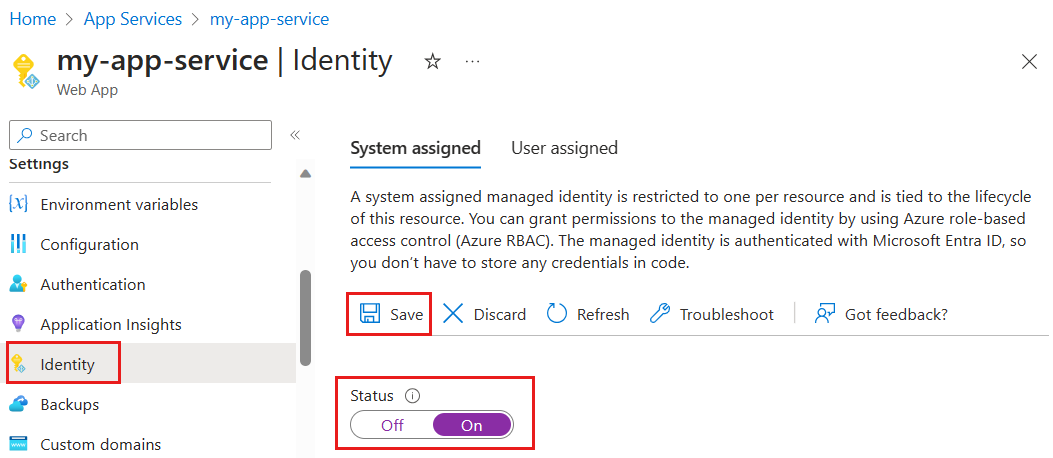 Home > App Services > my-app-service
my-app-service | Identity ☆ ···
Web App
Search
Settings
Environment variables
Configuration
Authentication
Application Insights
Identity
Backups
Custom domains
System assigned User assigned
A system assigned managed identity is restricted to one per resource and is tied to the lifecycle
of this resource. You can grant permissions to the managed identity by using Azure role-based
access control (Azure RBAC). The managed identity is authenticated with Microsoft Entra ID, so
you don’t have to store any credentials in code.
Save Discard Refresh Troubleshoot Got feedback?
Status
Off On